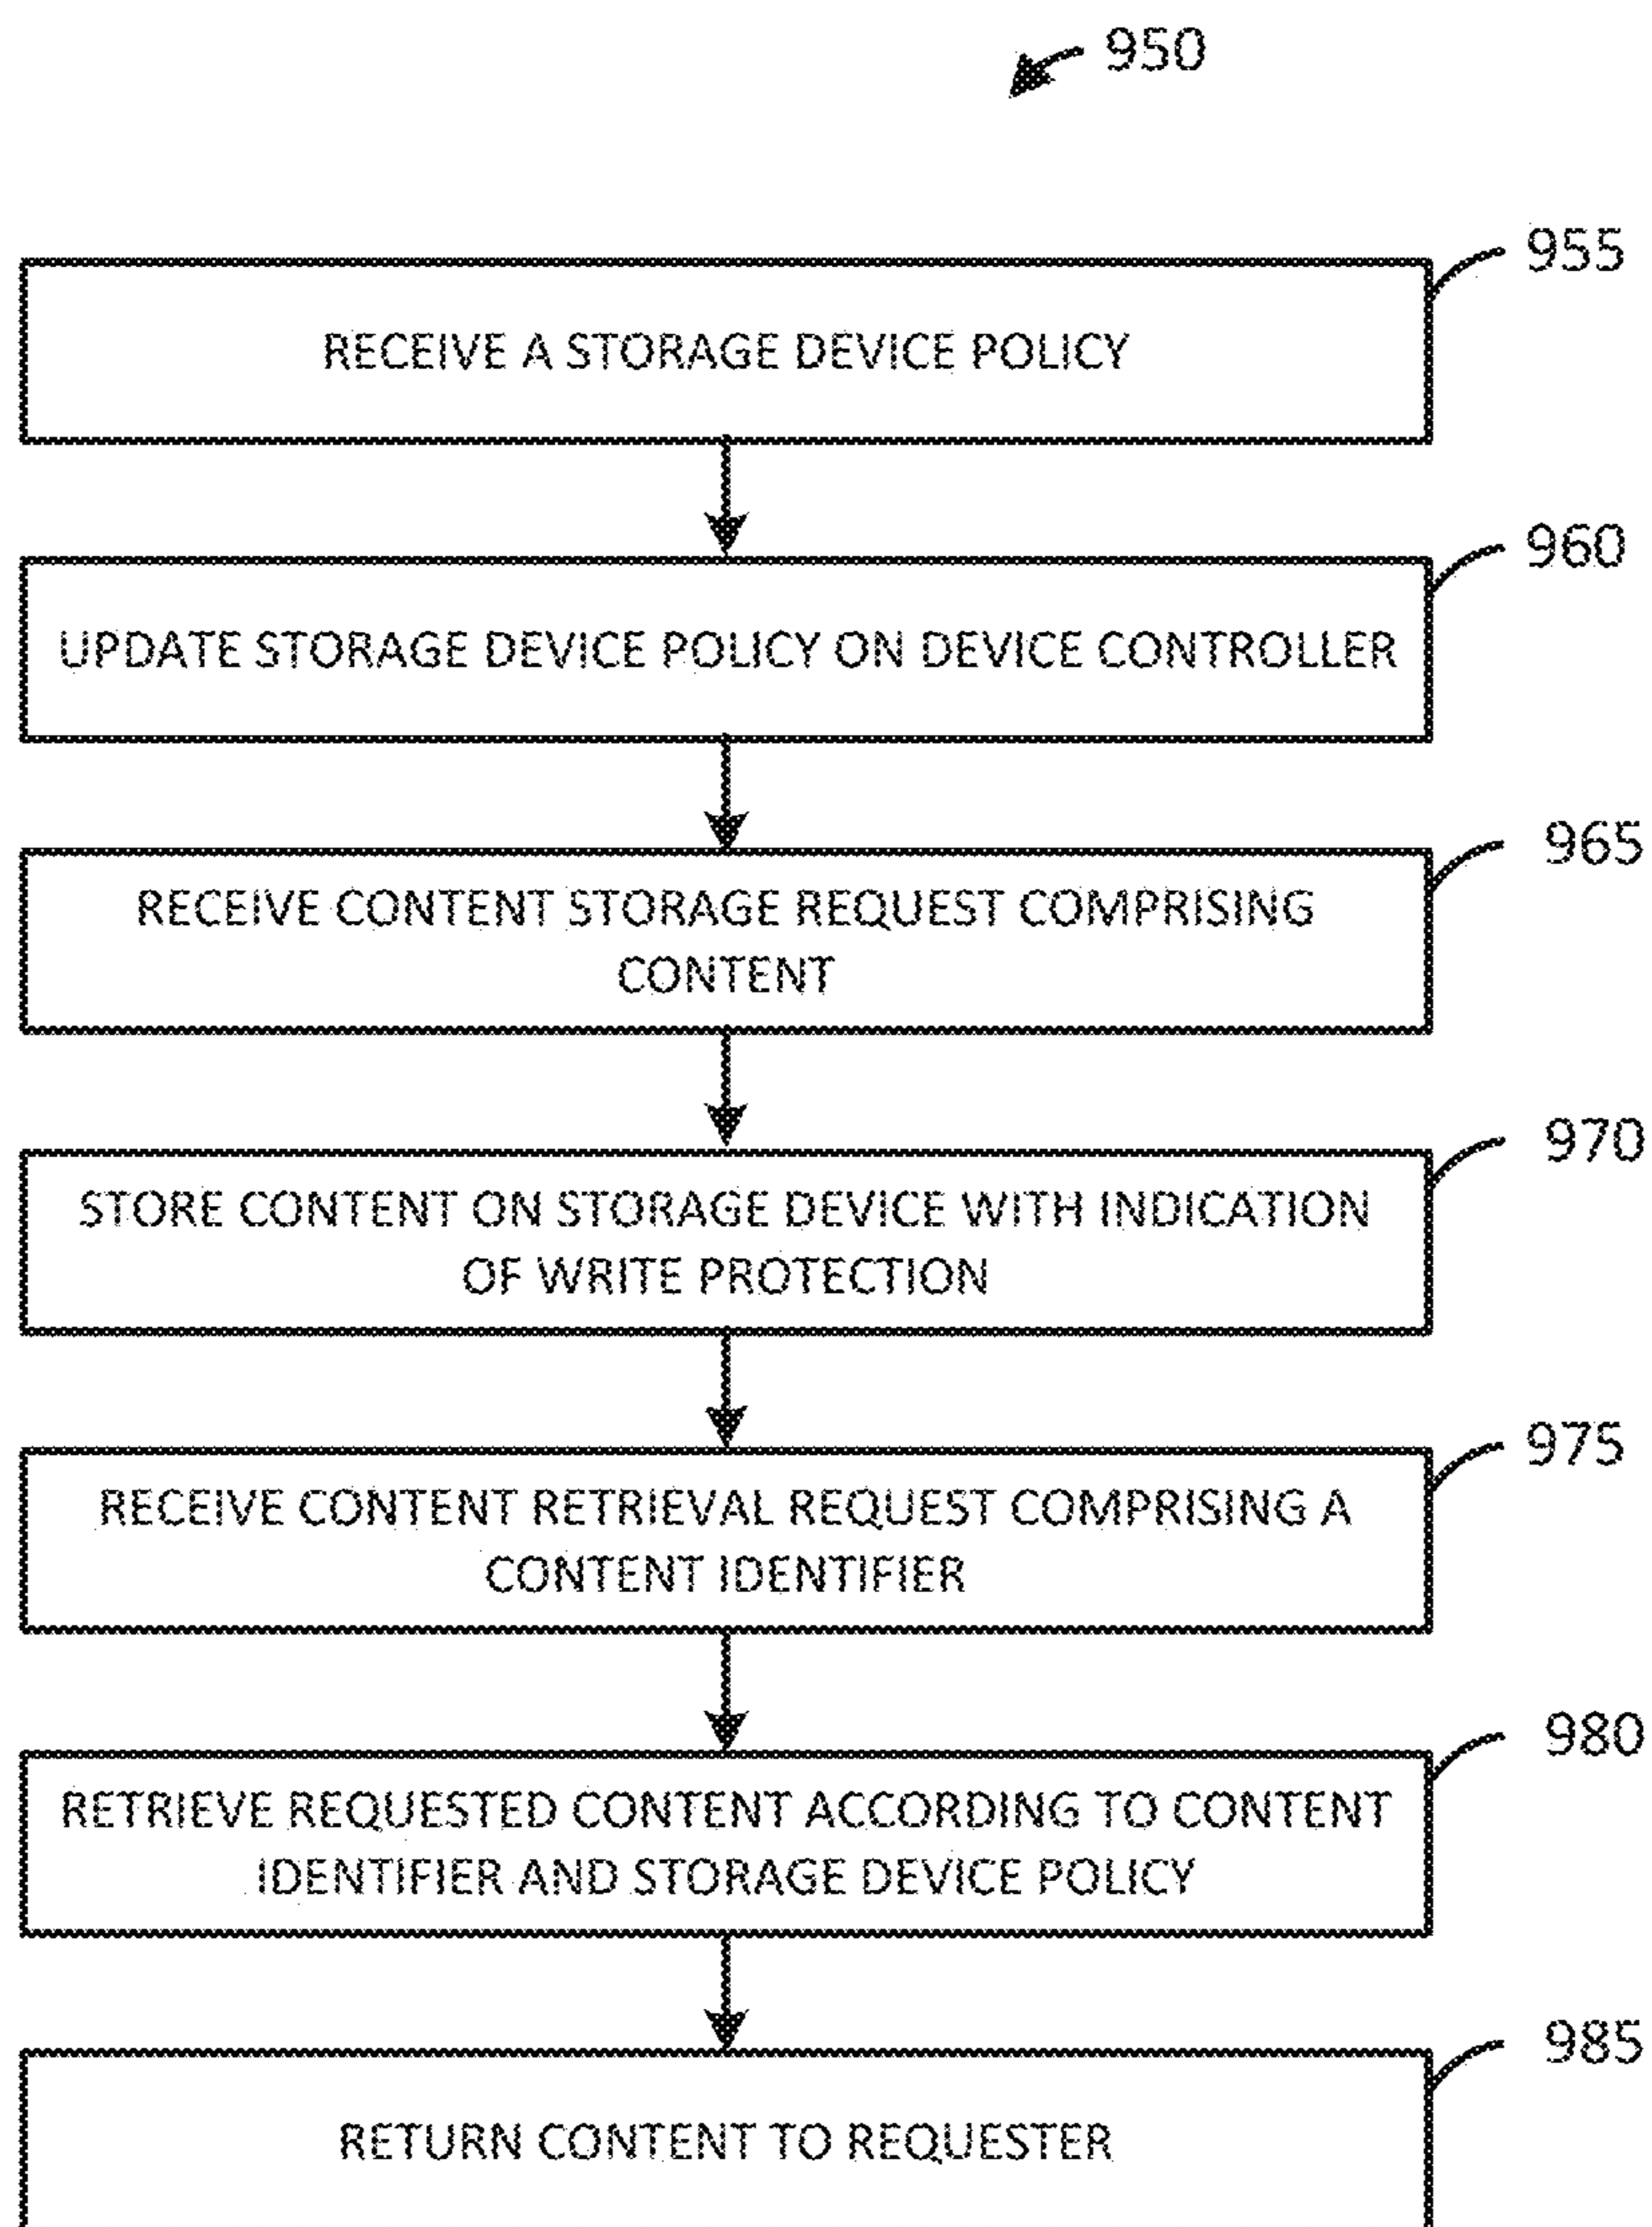 950
955
RECEIVE A STORAGE DEVICE POLICY
960
UPDATE STORAGE DEVICE POLICY ON DEVICE CONTROLLER
965
RECEIVE CONTENT STORAGE REQUEST COMPRISING
CONTENT
970
STORE CONTENT ON STORAGE DEVICE WITH INDICATION
OF WRITE PROTECTION
975
RECEIVE CONTENT RETRIEVAL REQUEST COMPRISING A
CONTENT IDENTIFIER
980
RETRIEVE REQUESTED CONTENT ACCORDING TO CONTENT
IDENTIFIER AND STORAGE DEVICE POLICY
985
RETURN CONTENT TO REQUESTER